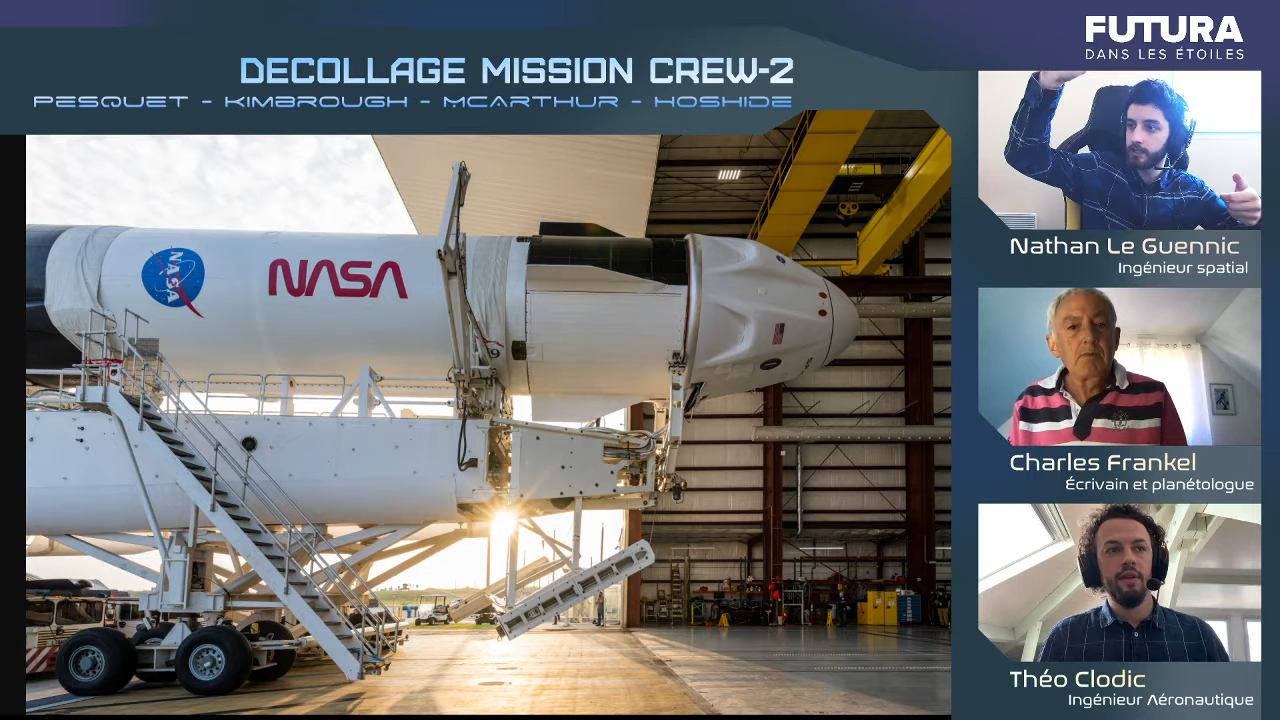 FUTURA
DANS LES ÉTOILES
DECOLLAGE MISSION CREW-2
PESQUET - KIMBROUGH - MCARTHUR - HOSHIDE
NASA
NASA
Nathan Le Guennic
Ingénieur spatial
Charles Frankel
Écrivain et planétologue
Théo Clodic
Ingénieur Aéronautique